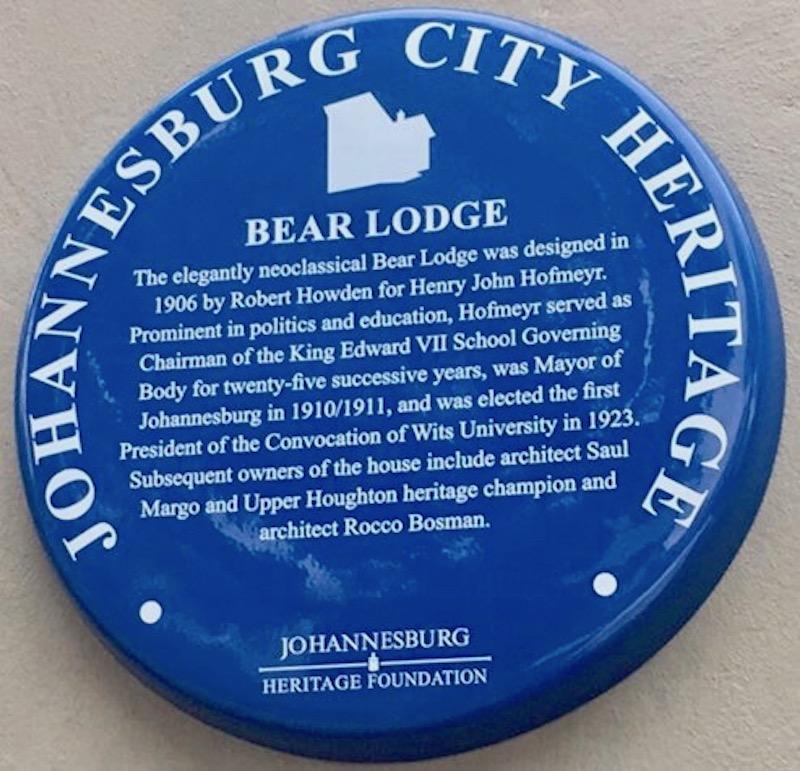 JOHANNESBURG CITY HERITAGE
BEAR LODGE
The elegantly neoclassical Bear Lodge was designed in
1906 by Robert Howden for Henry John Hofmeyr.
Prominent in politics and education, Hofmeyr served as
Chairman of the King Edward VII School Governing
Body for twenty-five successive years, was Mayor of
Johannesburg in 1910/1911, and was elected the first
President of the Convocation of Wits University in 1923.
Subsequent owners of the house include architect Saul
Margo and Upper Houghton heritage champion and
architect Rocco Bosman.
JOHANNESBURG
HERITAGE FOUNDATION